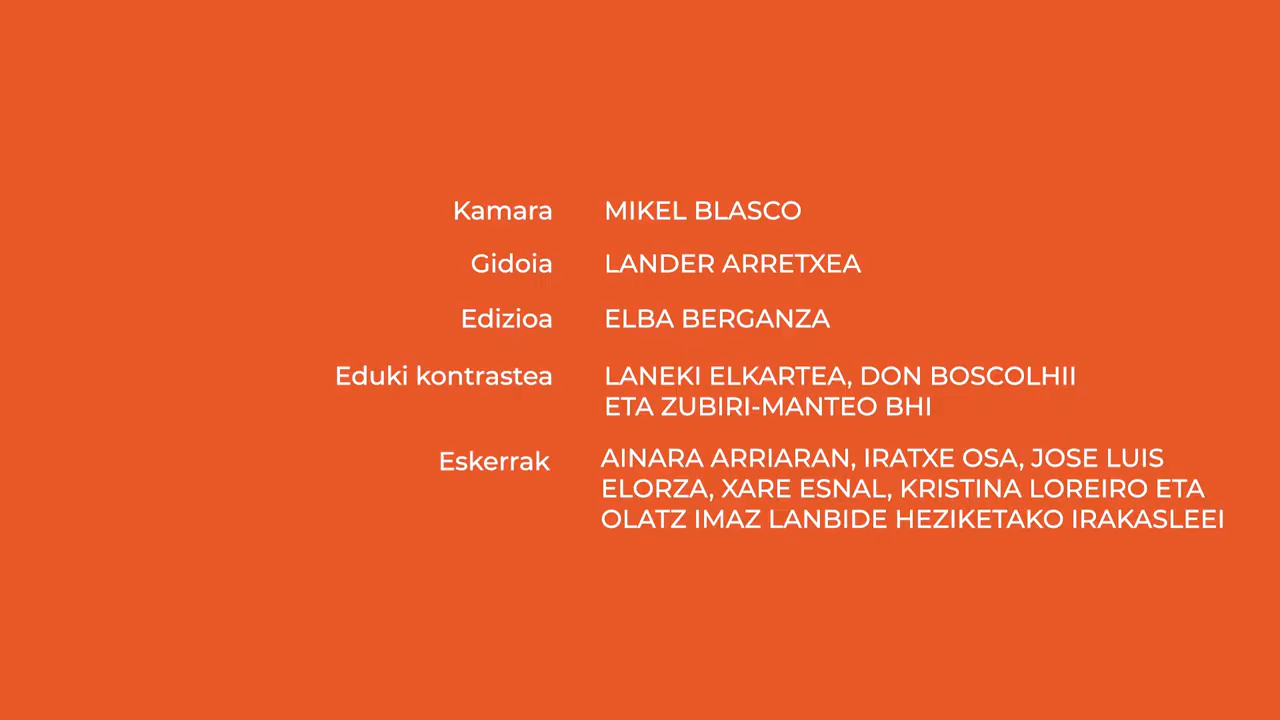 Kamara MIKEL BLASCO
Gidoia LANDER ARRETXEA
Edizioa ELBA BERGANZA
Eduki kontrastea LANEKI ELKARTEA, DON BOSCOLHII
ETA ZUBIRI-MANTEO BHI
Eskerrak AINARA ARRIARAN, IRATXE OSA, JOSE LUIS
ELORZA, XARE ESNAL, KRISTINA LOREIRO ETA
OLATZ IMAZ LANBIDE HEZIKETAKO IRAKASLEEI